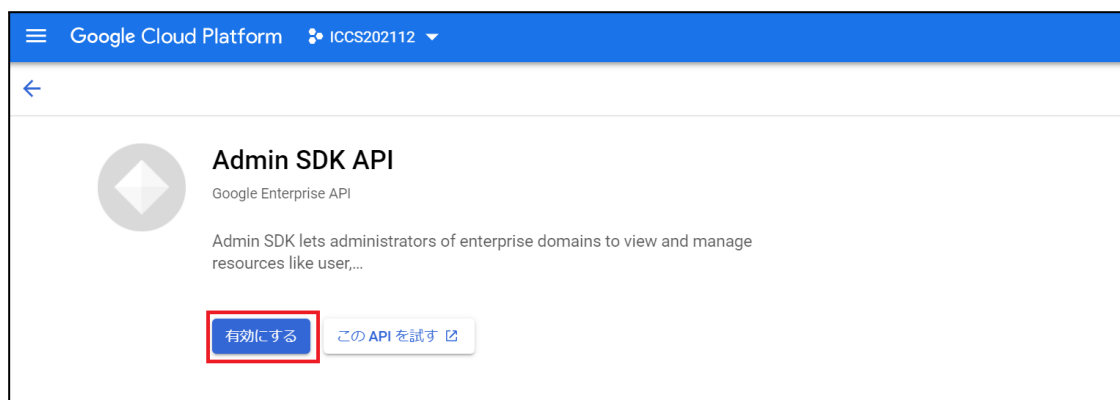 Google Cloud Platform ICCS202112
Admin SDK API
Google Enterprise API
Admin SDK lets administrators of enterprise domains to view and manage
resources like user,...
有効にする この API を試す